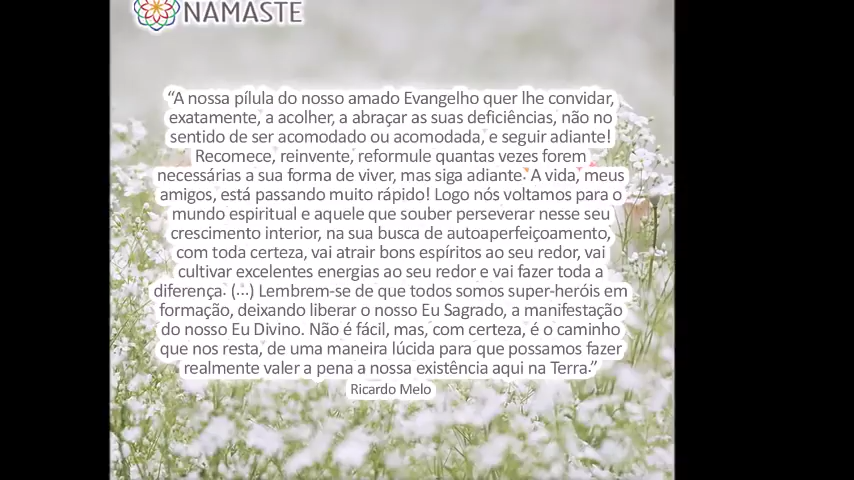 NAMASTE
“A nossa pílula do nosso amado Evangelho quer lhe convidar,
exatamente, a acolher, a abraçar as suas deficiências, não no
sentido de ser acomodado ou acomodada, e seguir adiante!
Recomece, reinvente, reformule quantas vezes forem
necessárias a sua forma de viver, mas siga adiante. A vida, meus
amigos, está passando muito rápido! Logo nós voltamos para o
mundo espiritual e aquele que souber perseverar nesse seu
crescimento interior, na sua busca de autoaperfeiçoamento,
com toda certeza, vai atrair bons espíritos ao seu redor, vai
cultivar excelentes energias ao seu redor e vai fazer toda a
diferença. (...) Lembrem-se de que todos somos super-heróis em
formação, deixando liberar o nosso Eu Sagrado, a manifestação
do nosso Eu Divino. Não é fácil, mas, com certeza, é o caminho
que nos resta, de uma maneira lúcida para que possamos fazer
realmente valer a pena a nossa existência aqui na Terra.”
Ricardo Melo